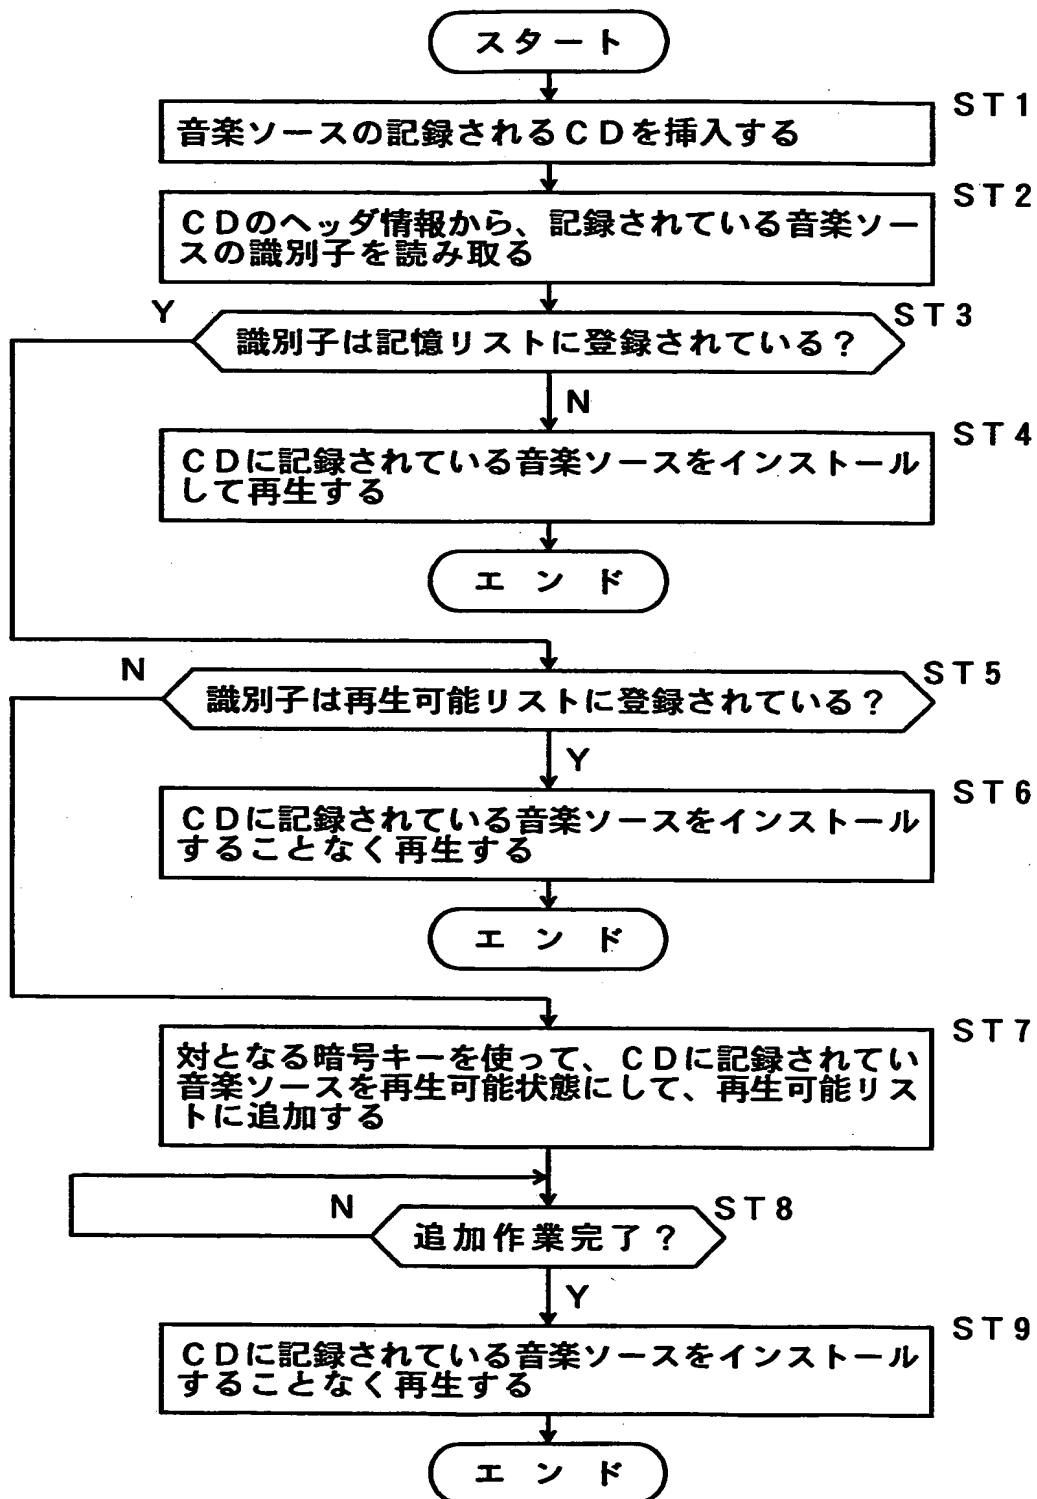 スタート
ST1
音楽ソースの記録されるCDを挿入する
ST2
CDのヘッダ情報から、記録されている音楽ソー
スの識別子を読み取る
Y
ST3
識別子は記憶リストに登録されている？
N
ST4
CDに記録されている音楽ソースをインストール
して再生する
エンド
N
ST5
識別子は再生可能リストに登録されている？
Y
ST6
CDに記録されている音楽ソースをインストール
することなく再生する
エンド
ST7
対となる暗号キーを使って、CDに記録されてい
音楽ソースを再生可能状態にして、再生可能リス
トに追加する
N
ST8
追加作業完了？
Y
ST9
CDに記録されている音楽ソースをインストール
することなく再生する
エンド